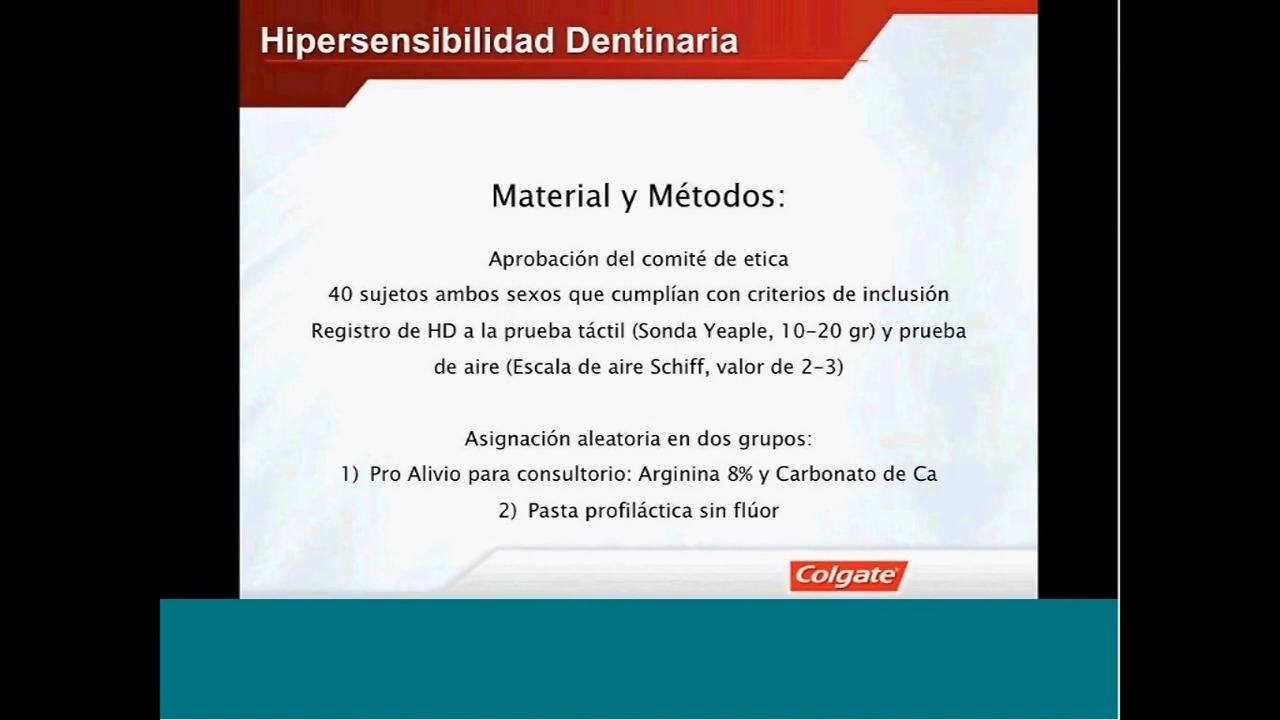 Hipersensibilidad Dentinaria
Material y Métodos:
Aprobación del comité de etica
40 sujetos ambos sexos que cumplían con criterios de inclusión
Registro de HD a la prueba táctil (Sonda Yeaple, 10-20 gr) y prueba
de aire (Escala de aire Schiff, valor de 2-3)
Asignación aleatoria en dos grupos:
1) Pro Alivio para consultorio: Arginina 8% y Carbonato de Ca
2) Pasta profiláctica sin flúor
Colgate